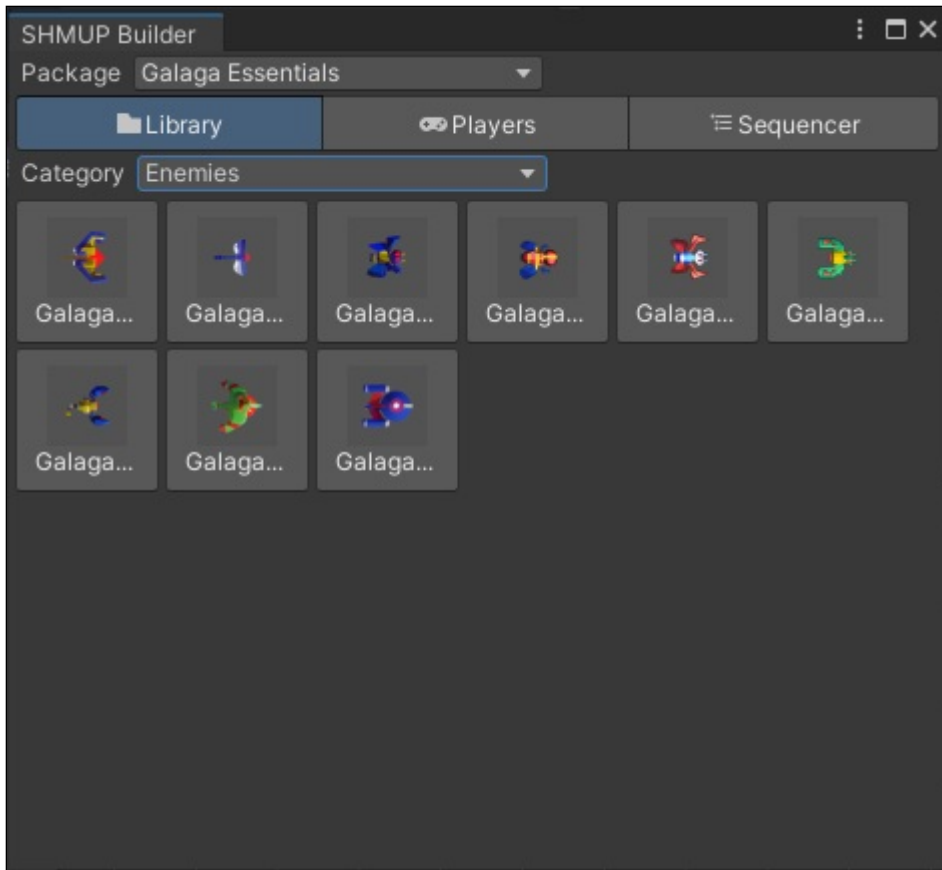 SHMUP Builder
Package Galaga Essentials
Library Players Sequencer
Category Enemies
Galaga... Galaga... Galaga... Galaga... Galaga... Galaga...
Galaga... Galaga... Galaga...